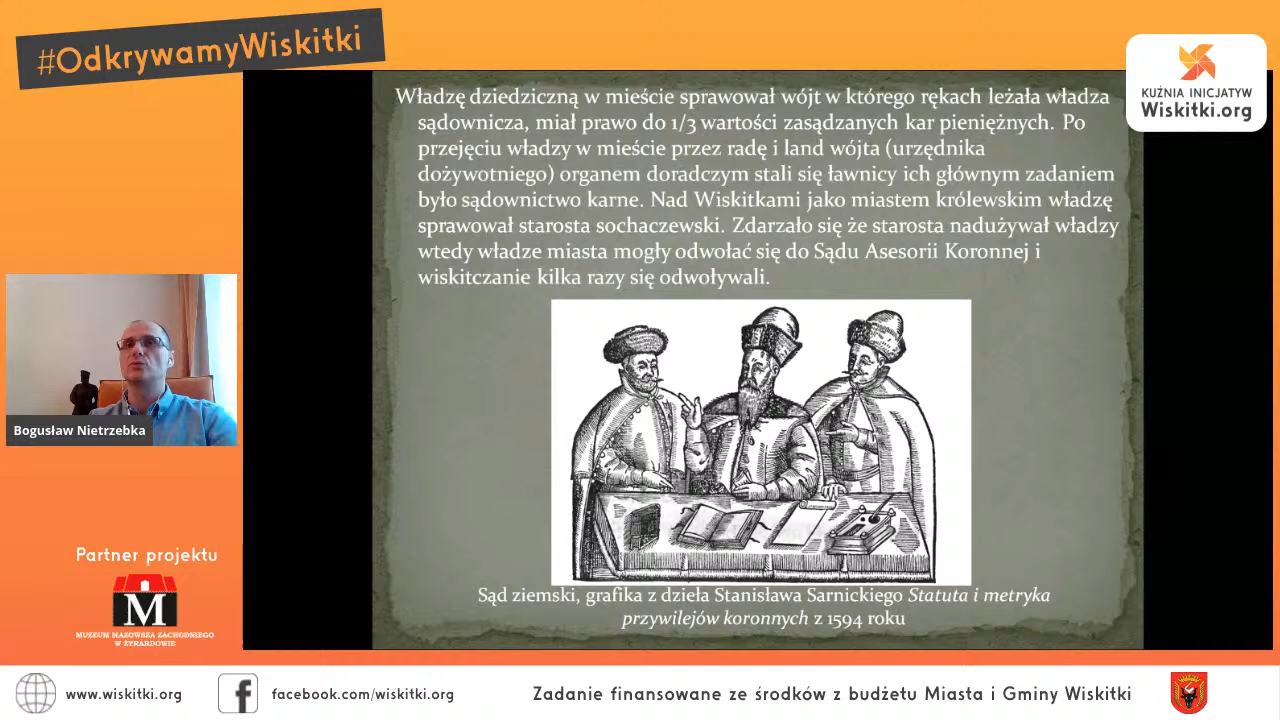 #OdkrywamyWiskitki
KUŹNIA INICJATYW
Wiskitki.org
Władzę dziedziczną w mieście sprawował wójt w którego rękach leżała władza
sądownicza, miał prawo do 1/3 wartości zasądzanych kar pieniężnych. Po
przejęciu władzy w mieście przez radę i land wójta (urzędnika
dożywotniego) organem doradczym stali się ławnicy ich głównym zadaniem
było sądownictwo karne. Nad Wiskitkami jako miastem królewskim władzę
sprawował starosta sochaczewski. Zdarzało się że starosta nadużywał władzy
wtedy władze miasta mogły odwołać się do Sądu Asesorii Koronnej i
wiskitczanie kilka razy się odwoływali.
Bogusław Nietrzebka
Sąd ziemski, grafika z dzieła Stanisława Sarnickiego Statuta i metryka
przywilejów koronnych z 1594 roku
Partner projektu
M
MUZEUM MAZOWSZA ZACHODNIEGO
W ŻYRARDOWIE
www.wiskitki.org
f
facebook.com/wiskitki.org
Zadanie finansowane ze środków z budżetu Miasta i Gminy Wiskitki